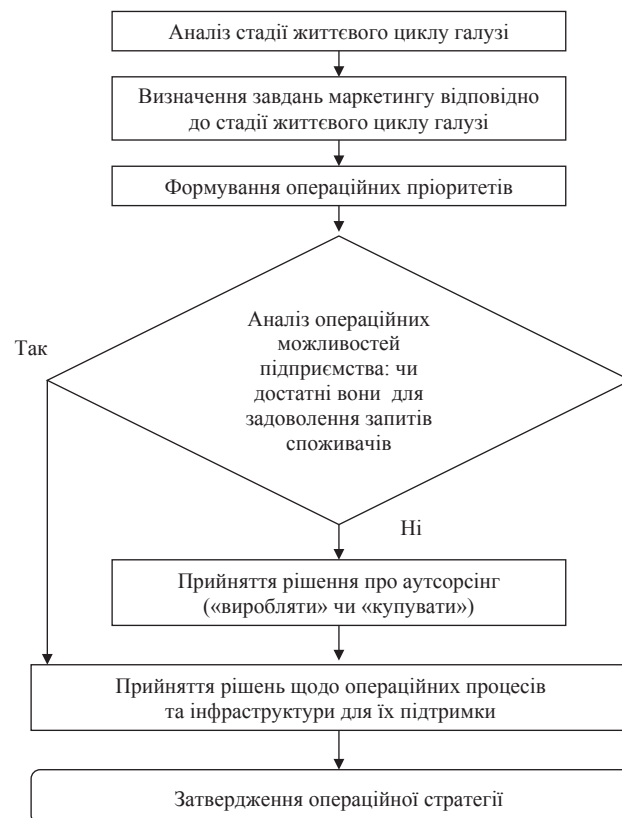 Аналіз стадії життєвого циклу галузі
Визначення завдань маркетингу відповідно
до стадії життєвого циклу галузі
Формування операційних пріоритетів
Аналіз операційних
можливостей
підприємства: чи
достатні вони для
задоволення запитів
споживачів
Так
Ні
Прийняття рішення про аутсорсінг
(«виробляти» чи «купувати»)
Прийняття рішень щодо операційних процесів
та інфраструктури для їх підтримки
Затвердження операційної стратегії